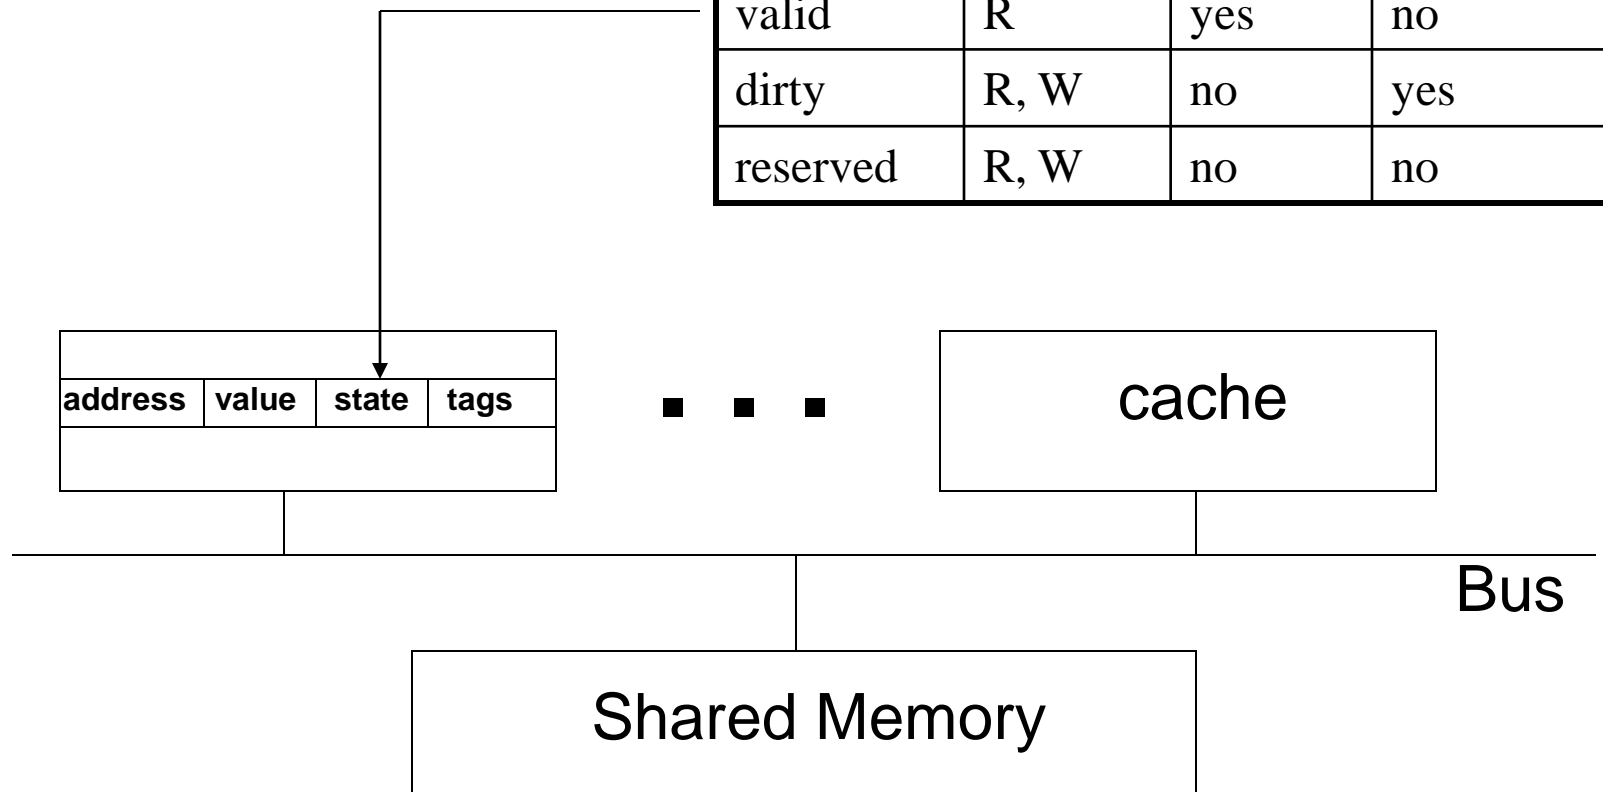 valid R yes no
dirty R, W no yes
reserved R, W no no
address value state tags
cache
Bus
Shared Memory